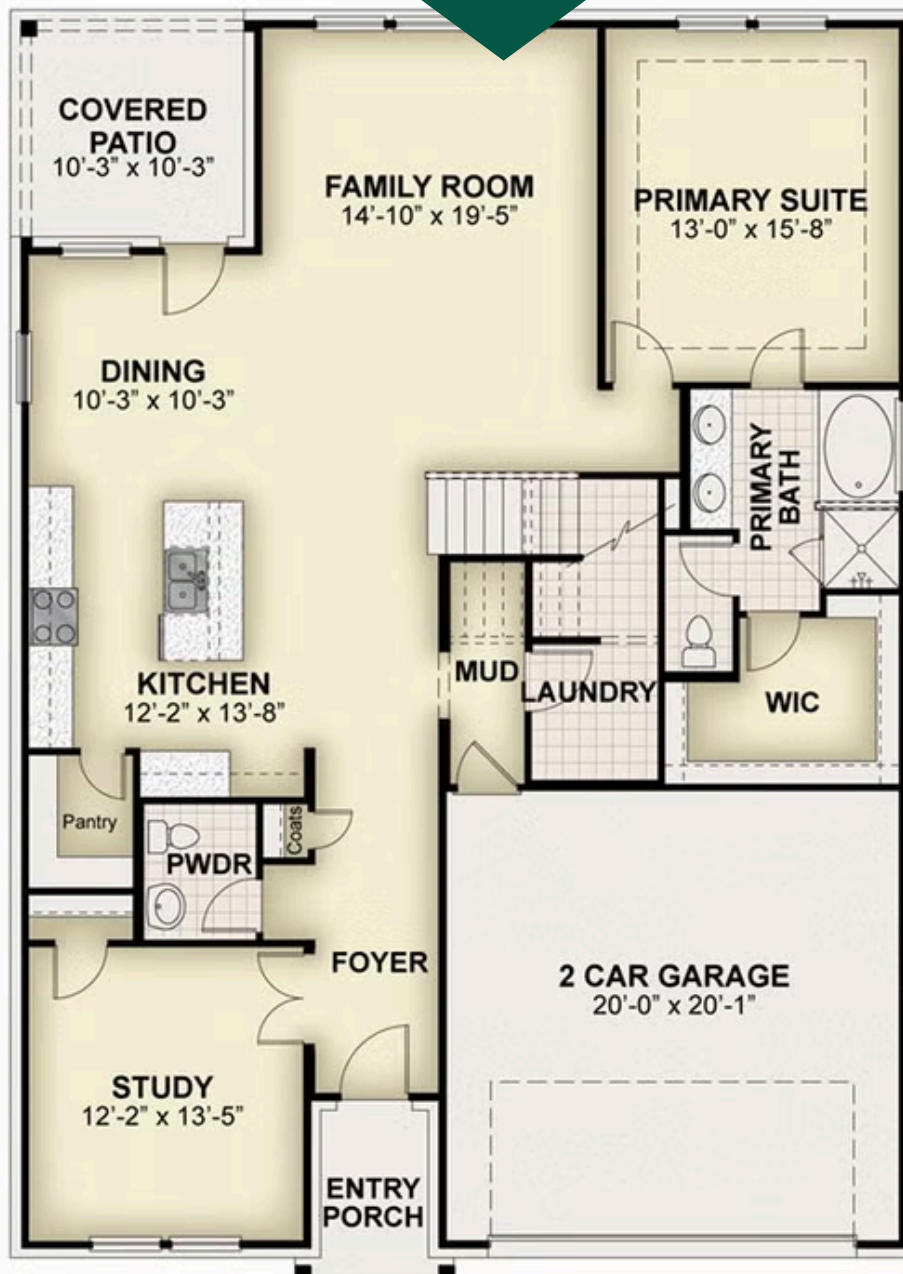 COVERED
PATIO
10'-3” x 10'-3”
FAMILY ROOM
14'-10” x 19'-5”
PRIMARY SUITE
13'-0” x 15'-8”
DINING
10'-3” x 10'-3”
PRIMARY
BATH
KITCHEN
12'-2” x 13'-8”
MUD
LAUNDRY
WIC
Pantry
PWDR
Coats
FOYER
2 CAR GARAGE
20'-0” x 20'-1”
STUDY
12'-2” x 13'-5”
ENTRY
PORCH